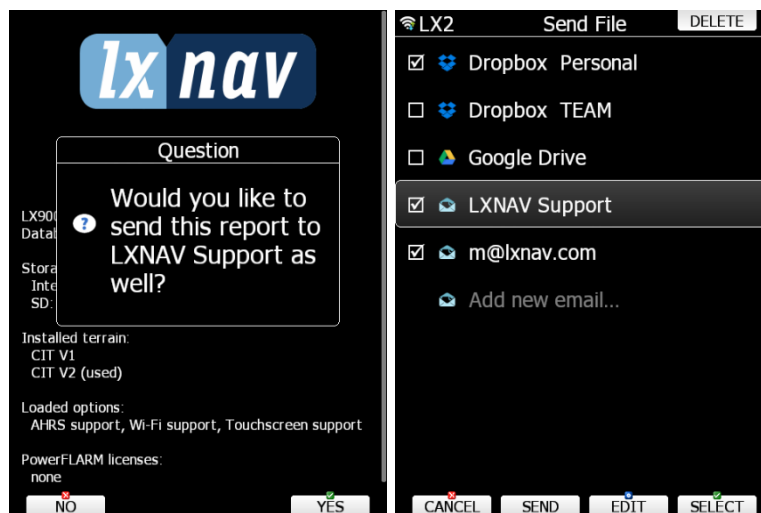 lx nav
Question
Would you like to
send this report to
LXNAV Support as
well?
LX900
Datab
Stora
Inte
SD:
Installed terrain:
CIT V1
CIT V2 (used)
Loaded options:
AHRS support, Wi-Fi support, Touchscreen support
PowerFLARM licenses:
none
NO
YES
LX2
Send File
DELETE
Dropbox Personal
Dropbox TEAM
Google Drive
LXNAV Support
m@lxnav.com
Add new email...
CANCEL
SEND
EDIT
SELECT